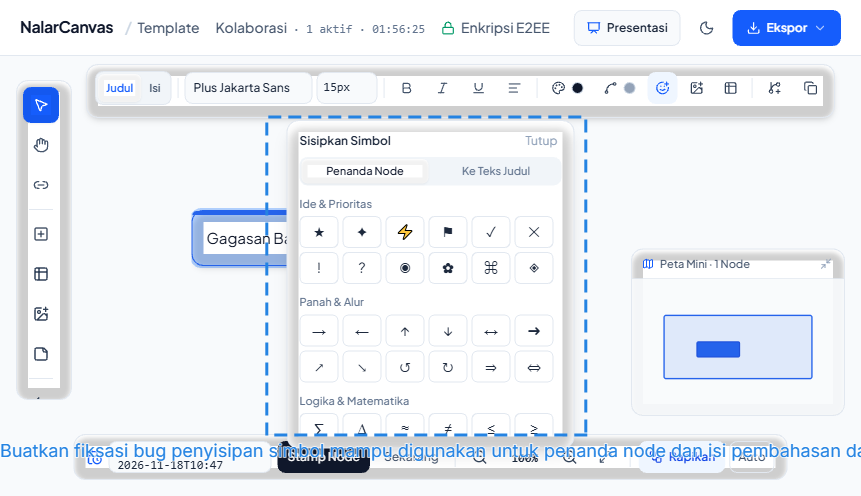 NalarCanvas / Template Kolaborasi · 1 aktif · 01:56:25 Enkripsi E2EE Presentasi Ekspor
Judul Isi Plus Jakarta Sans 15px B I U
Sisipkan Simbol Tutup
Penanda Node Ke Teks Judul
Ide & Prioritas
★ ✦ ⚡ ⚑ ✓ ✕
! ? ◉ ✿ ⌘ ◈
Gagasan Ba
Panah & Alur
→ ← ↑ ↓ ↔ ➜
↗ ↘ ↺ ↻ ⇒ ⇔
Logika & Matematika
∑ ∆ ≈ ≠ ≤ ≥
Peta Mini · 1 Node
Buatkan fiksasi bug penyisipan simbol mampu digunakan untuk penanda node dan isi pembahasan da
2026-11-18T10:47 Stamp Node Sekarang 100% Rapikan Auto